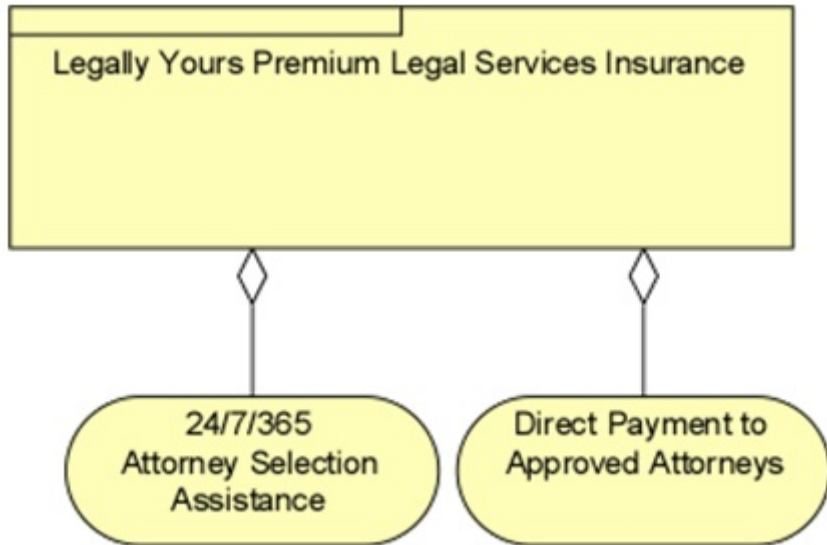 Legally Yours Premium Legal Services Insurance
24/7/365
Attorney Selection
Assistance
Direct Payment to
Approved Attorneys